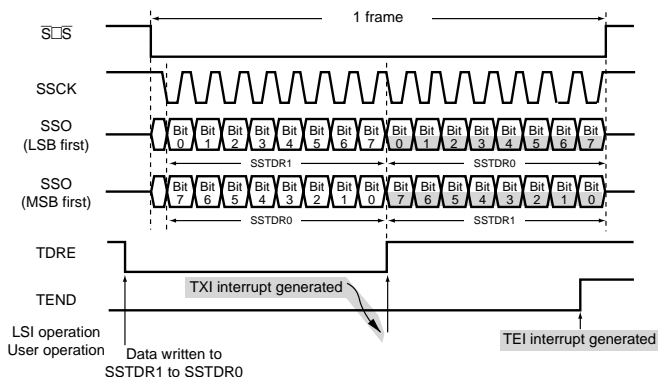 1 frame
S□S
SSCK
SSO
(LSB first)
Bit 0 Bit 1 Bit 2 Bit 3 Bit 4 Bit 5 Bit 6 Bit 7 Bit 0 Bit 1 Bit 2 Bit 3 Bit 4 Bit 5 Bit 6 Bit 7
SSTDR1 SSTDR0
SSO
(MSB first)
Bit 7 Bit 6 Bit 5 Bit 4 Bit 3 Bit 2 Bit 1 Bit 0 Bit 7 Bit 6 Bit 5 Bit 4 Bit 3 Bit 2 Bit 1 Bit 0
SSTDR0 SSTDR1
TDRE
TXI interrupt generated
TEND
LSI operation
TEI interrupt generated
User operation
Data written to
SSTDR1 to SSTDR0